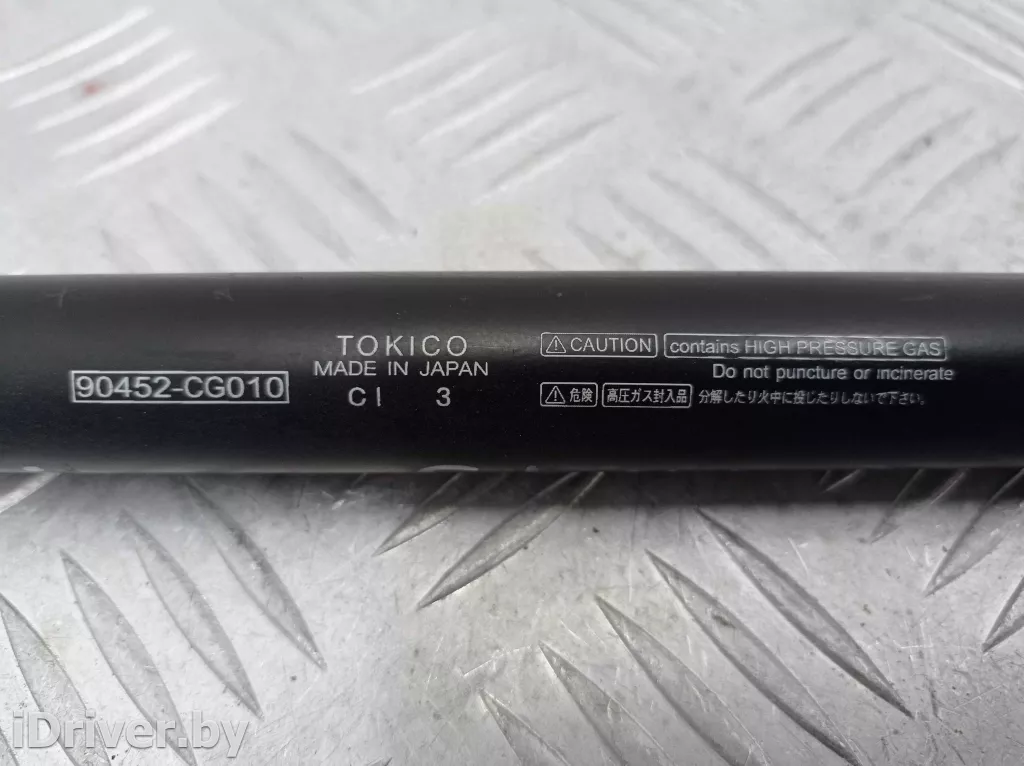 90452-CG010
TOKICO
MADE IN JAPAN
CI 3
CAUTION contains HIGH PRESSURE GAS
Do not puncture or incinerate
危険 高圧ガス封入品 分解したり火中に投じたりしないで下さい。
iDriver.by